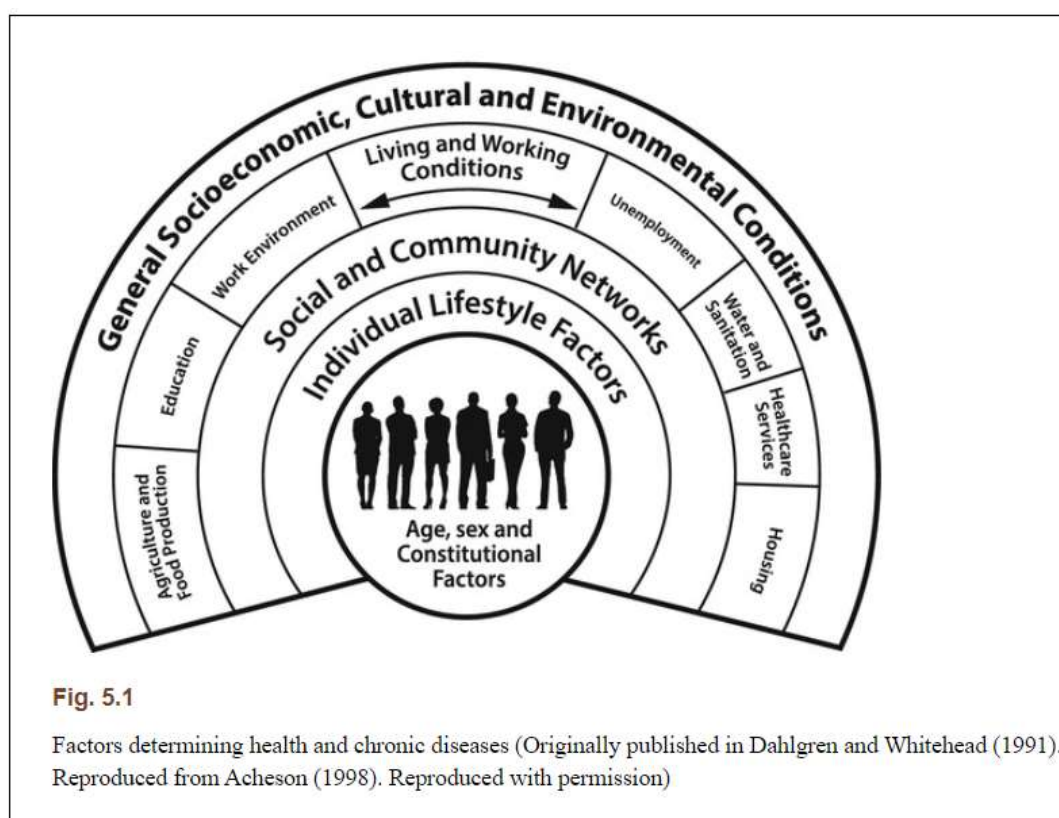 General Socioeconomic, Cultural and Environmental Conditions
Living and Working
Conditions
Agriculture and
Food Production
Education
Work Environment
Unemployment
Water and
Sanitation
Healthcare
Services
Housing
Social and Community Networks
Individual Lifestyle Factors
Age, sex and
Constitutional
Factors
Fig. 5.1
Factors determining health and chronic diseases (Originally published in Dahlgren and Whitehead (1991).
Reproduced from Acheson (1998). Reproduced with permission)